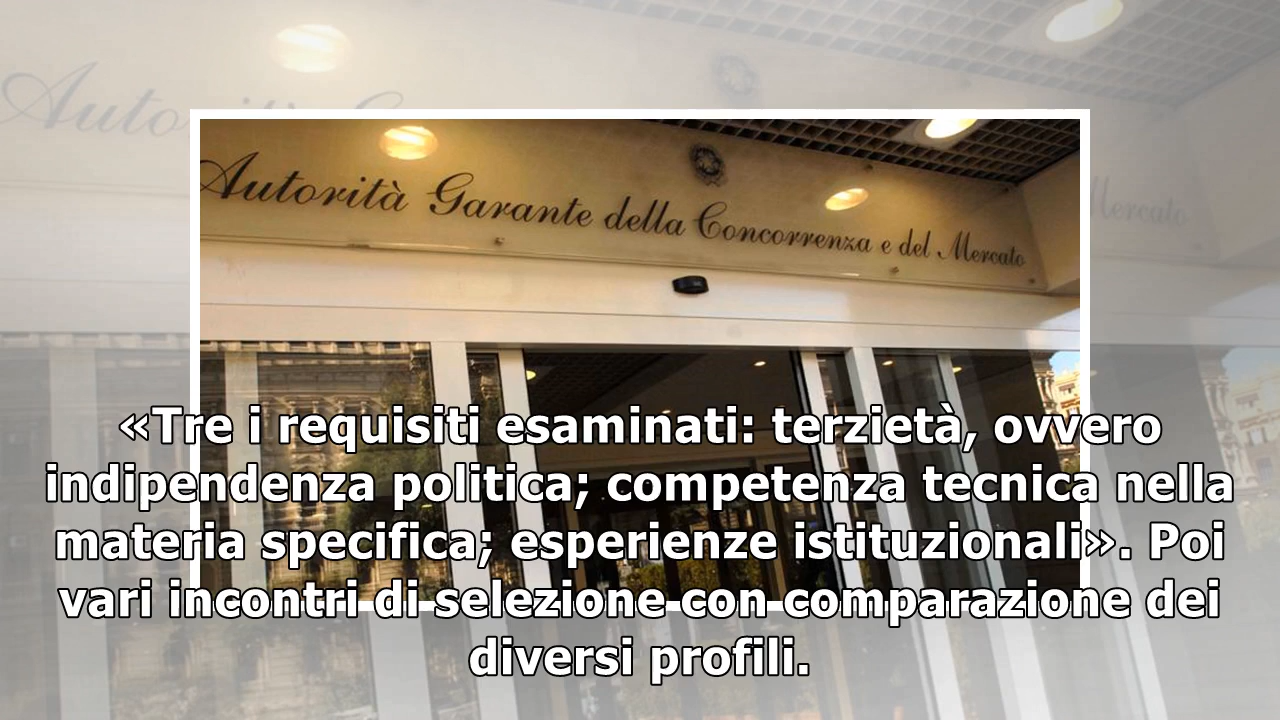 Autorità Garante della Concorrenza e del Mercato
«Tre i requisiti esaminati: terzietà, ovvero
indipendenza politica; competenza tecnica nella
materia specifica; esperienze istituzionali». Poi
vari incontri di selezione con comparazione dei
diversi profili.